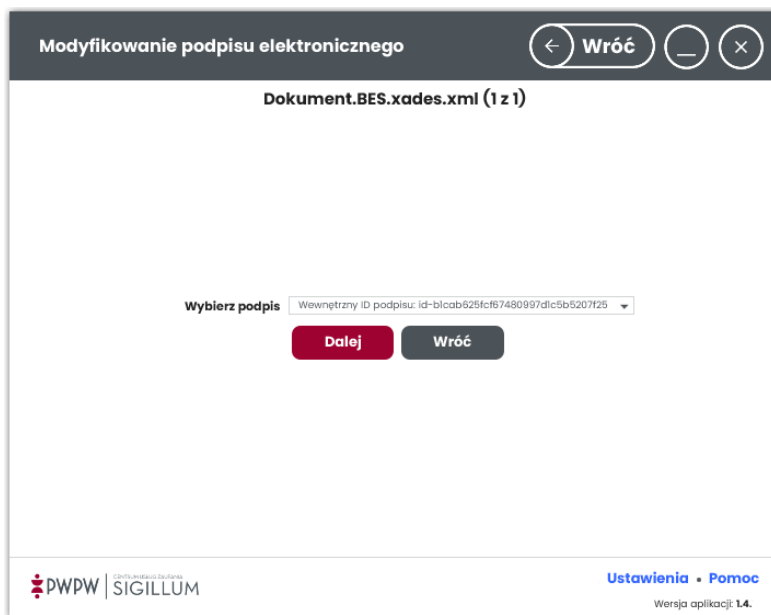 Modyfikowanie podpisu elektronicznego
Wróć
Dokument.BES.xades.xml (1 z 1)
Wybierz podpis
Wewnętrzny ID podpisu: id-b1cab625fcf67480997d1c5b5207f25
Dalej
Wróć
PWPW
SIGILLUM
Ustawienia • Pomoc
Wersja aplikacji: 1.4.